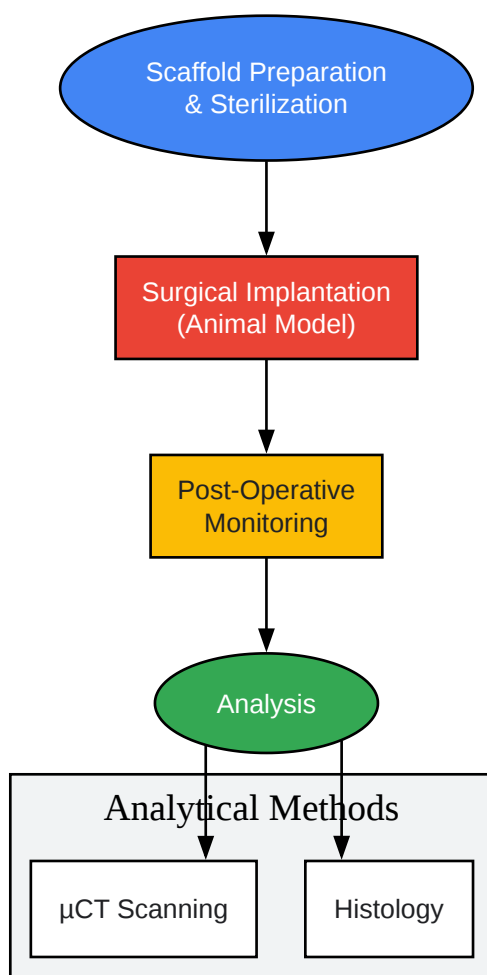 Scaffold Preparation
& Sterilization
Surgical Implantation
(Animal Model)
Post-Operative
Monitoring
Analysis
Analytical Methods
µCT Scanning
Histology